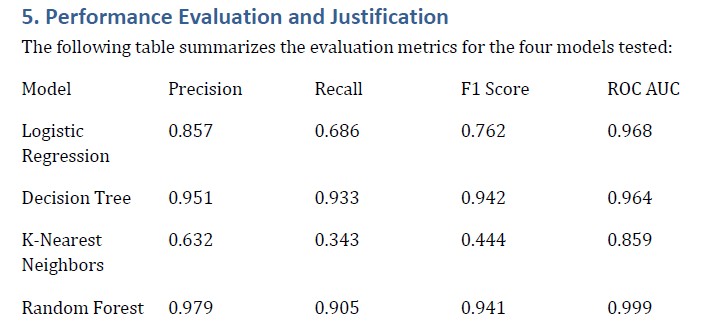 5. Performance Evaluation and Justification
The following table summarizes the evaluation metrics for the four models tested:
Model Precision Recall F1 Score ROC AUC
Logistic Regression 0.857 0.686 0.762 0.968
Decision Tree 0.951 0.933 0.942 0.964
K-Nearest Neighbors 0.632 0.343 0.444 0.859
Random Forest 0.979 0.905 0.941 0.999